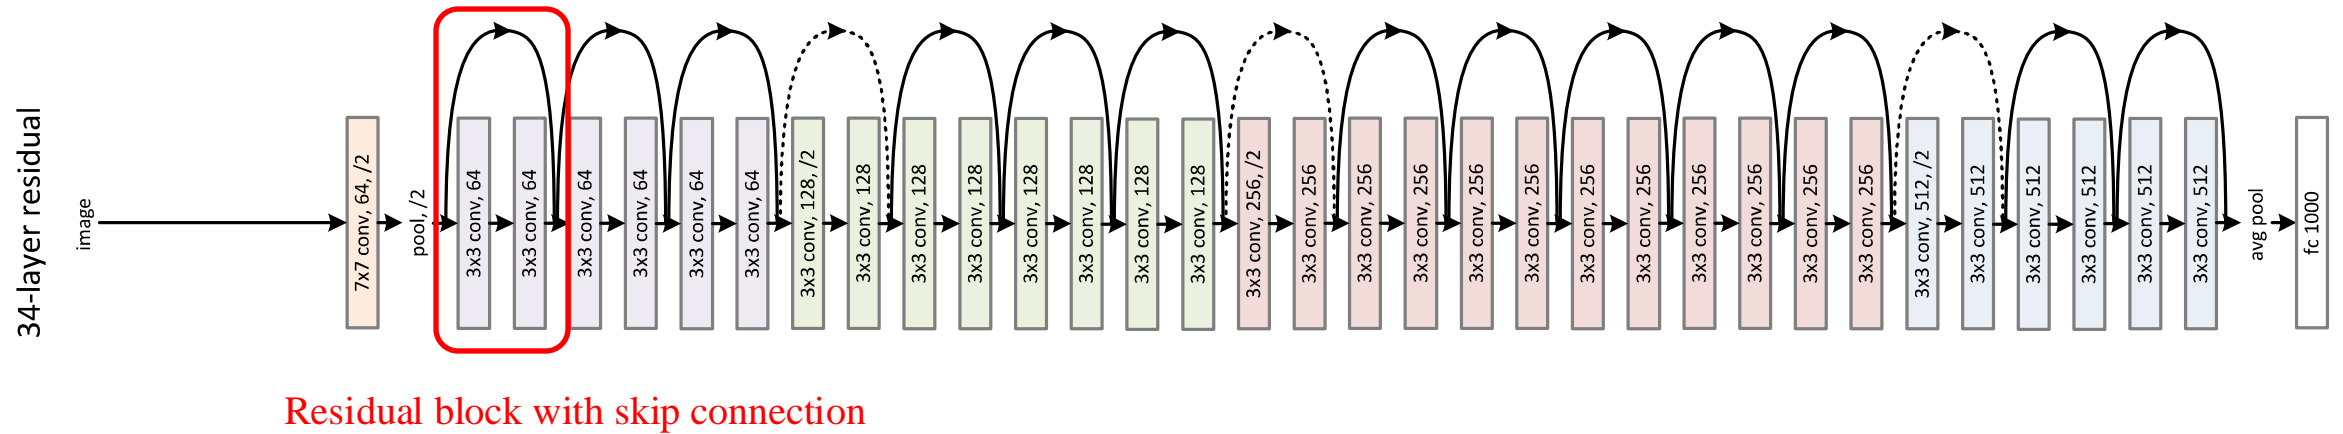 34-layer residual
image
7x7 conv, 64, /2
pool, /2
3x3 conv, 64
3x3 conv, 64
3x3 conv, 64
3x3 conv, 64
3x3 conv, 64
3x3 conv, 64
3x3 conv, 128, /2
3x3 conv, 128
3x3 conv, 128
3x3 conv, 128
3x3 conv, 128
3x3 conv, 128
3x3 conv, 128
3x3 conv, 128
3x3 conv, 256, /2
3x3 conv, 256
3x3 conv, 256
3x3 conv, 256
3x3 conv, 256
3x3 conv, 256
3x3 conv, 256
3x3 conv, 256
3x3 conv, 256
3x3 conv, 256
3x3 conv, 256
3x3 conv, 256
3x3 conv, 512, /2
3x3 conv, 512
3x3 conv, 512
3x3 conv, 512
3x3 conv, 512
3x3 conv, 512
avg pool
fc 1000
Residual block with skip connection